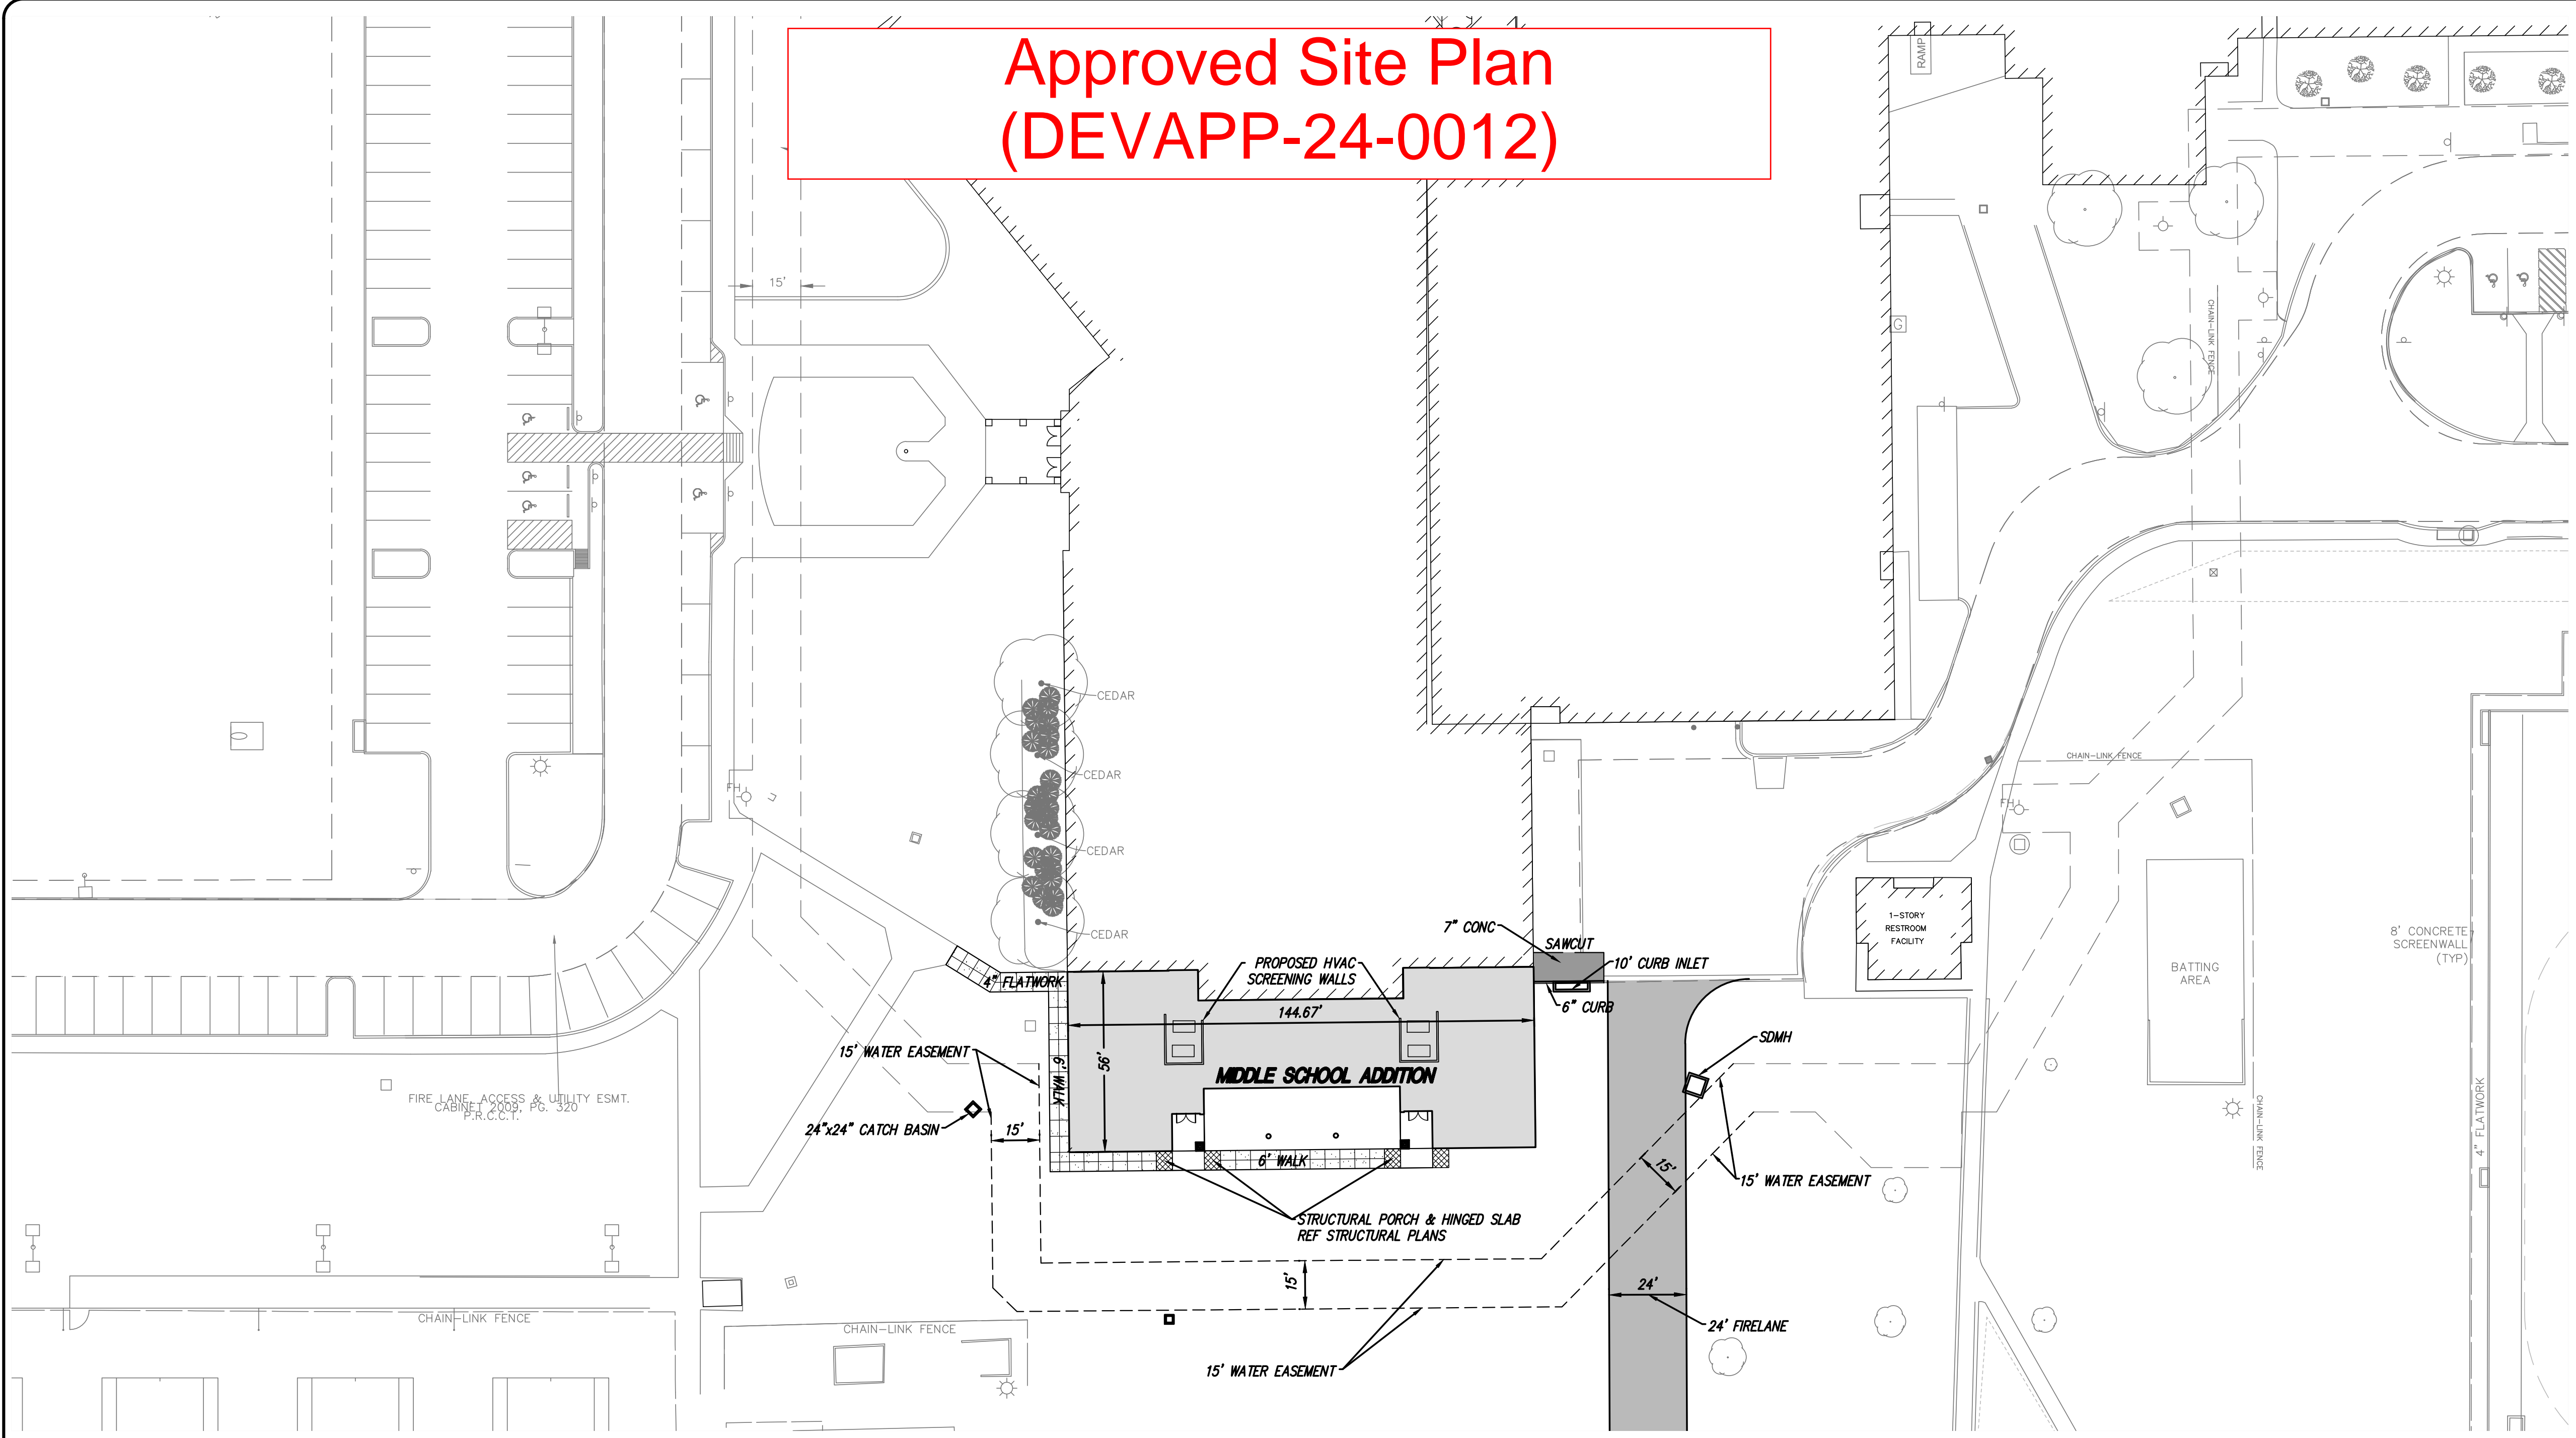 Approved Site Plan
(DEVAPP-24-0012)
RAMP
15'
CHAIN-LINK FENCE
G
CEDAR
CEDAR
CEDAR
CEDAR
CHAIN-LINK FENCE
FH
FH
1-STORY
RESTROOM
FACILITY
BATTING
AREA
8' CONCRETE
SCREENWALL
(TYP)
7" CONC
SAWCUT
10' CURB INLET
6" CURB
PROPOSED HVAC
SCREENING WALLS
4" FLATWORK
144.67'
56'
6' WALK
MIDDLE SCHOOL ADDITION
SDMH
15' WATER EASEMENT
24"x24" CATCH BASIN
15'
6' WALK
FIRE LANE, ACCESS & UTILITY ESMT.
CABINET 2009, PG. 320
P.R.C.C.T.
4" FLATWORK
CHAIN-LINK FENCE
15'
15' WATER EASEMENT
STRUCTURAL PORCH & HINGED SLAB
REF STRUCTURAL PLANS
15'
24'
24' FIRELANE
CHAIN-LINK FENCE
CHAIN-LINK FENCE
15' WATER EASEMENT